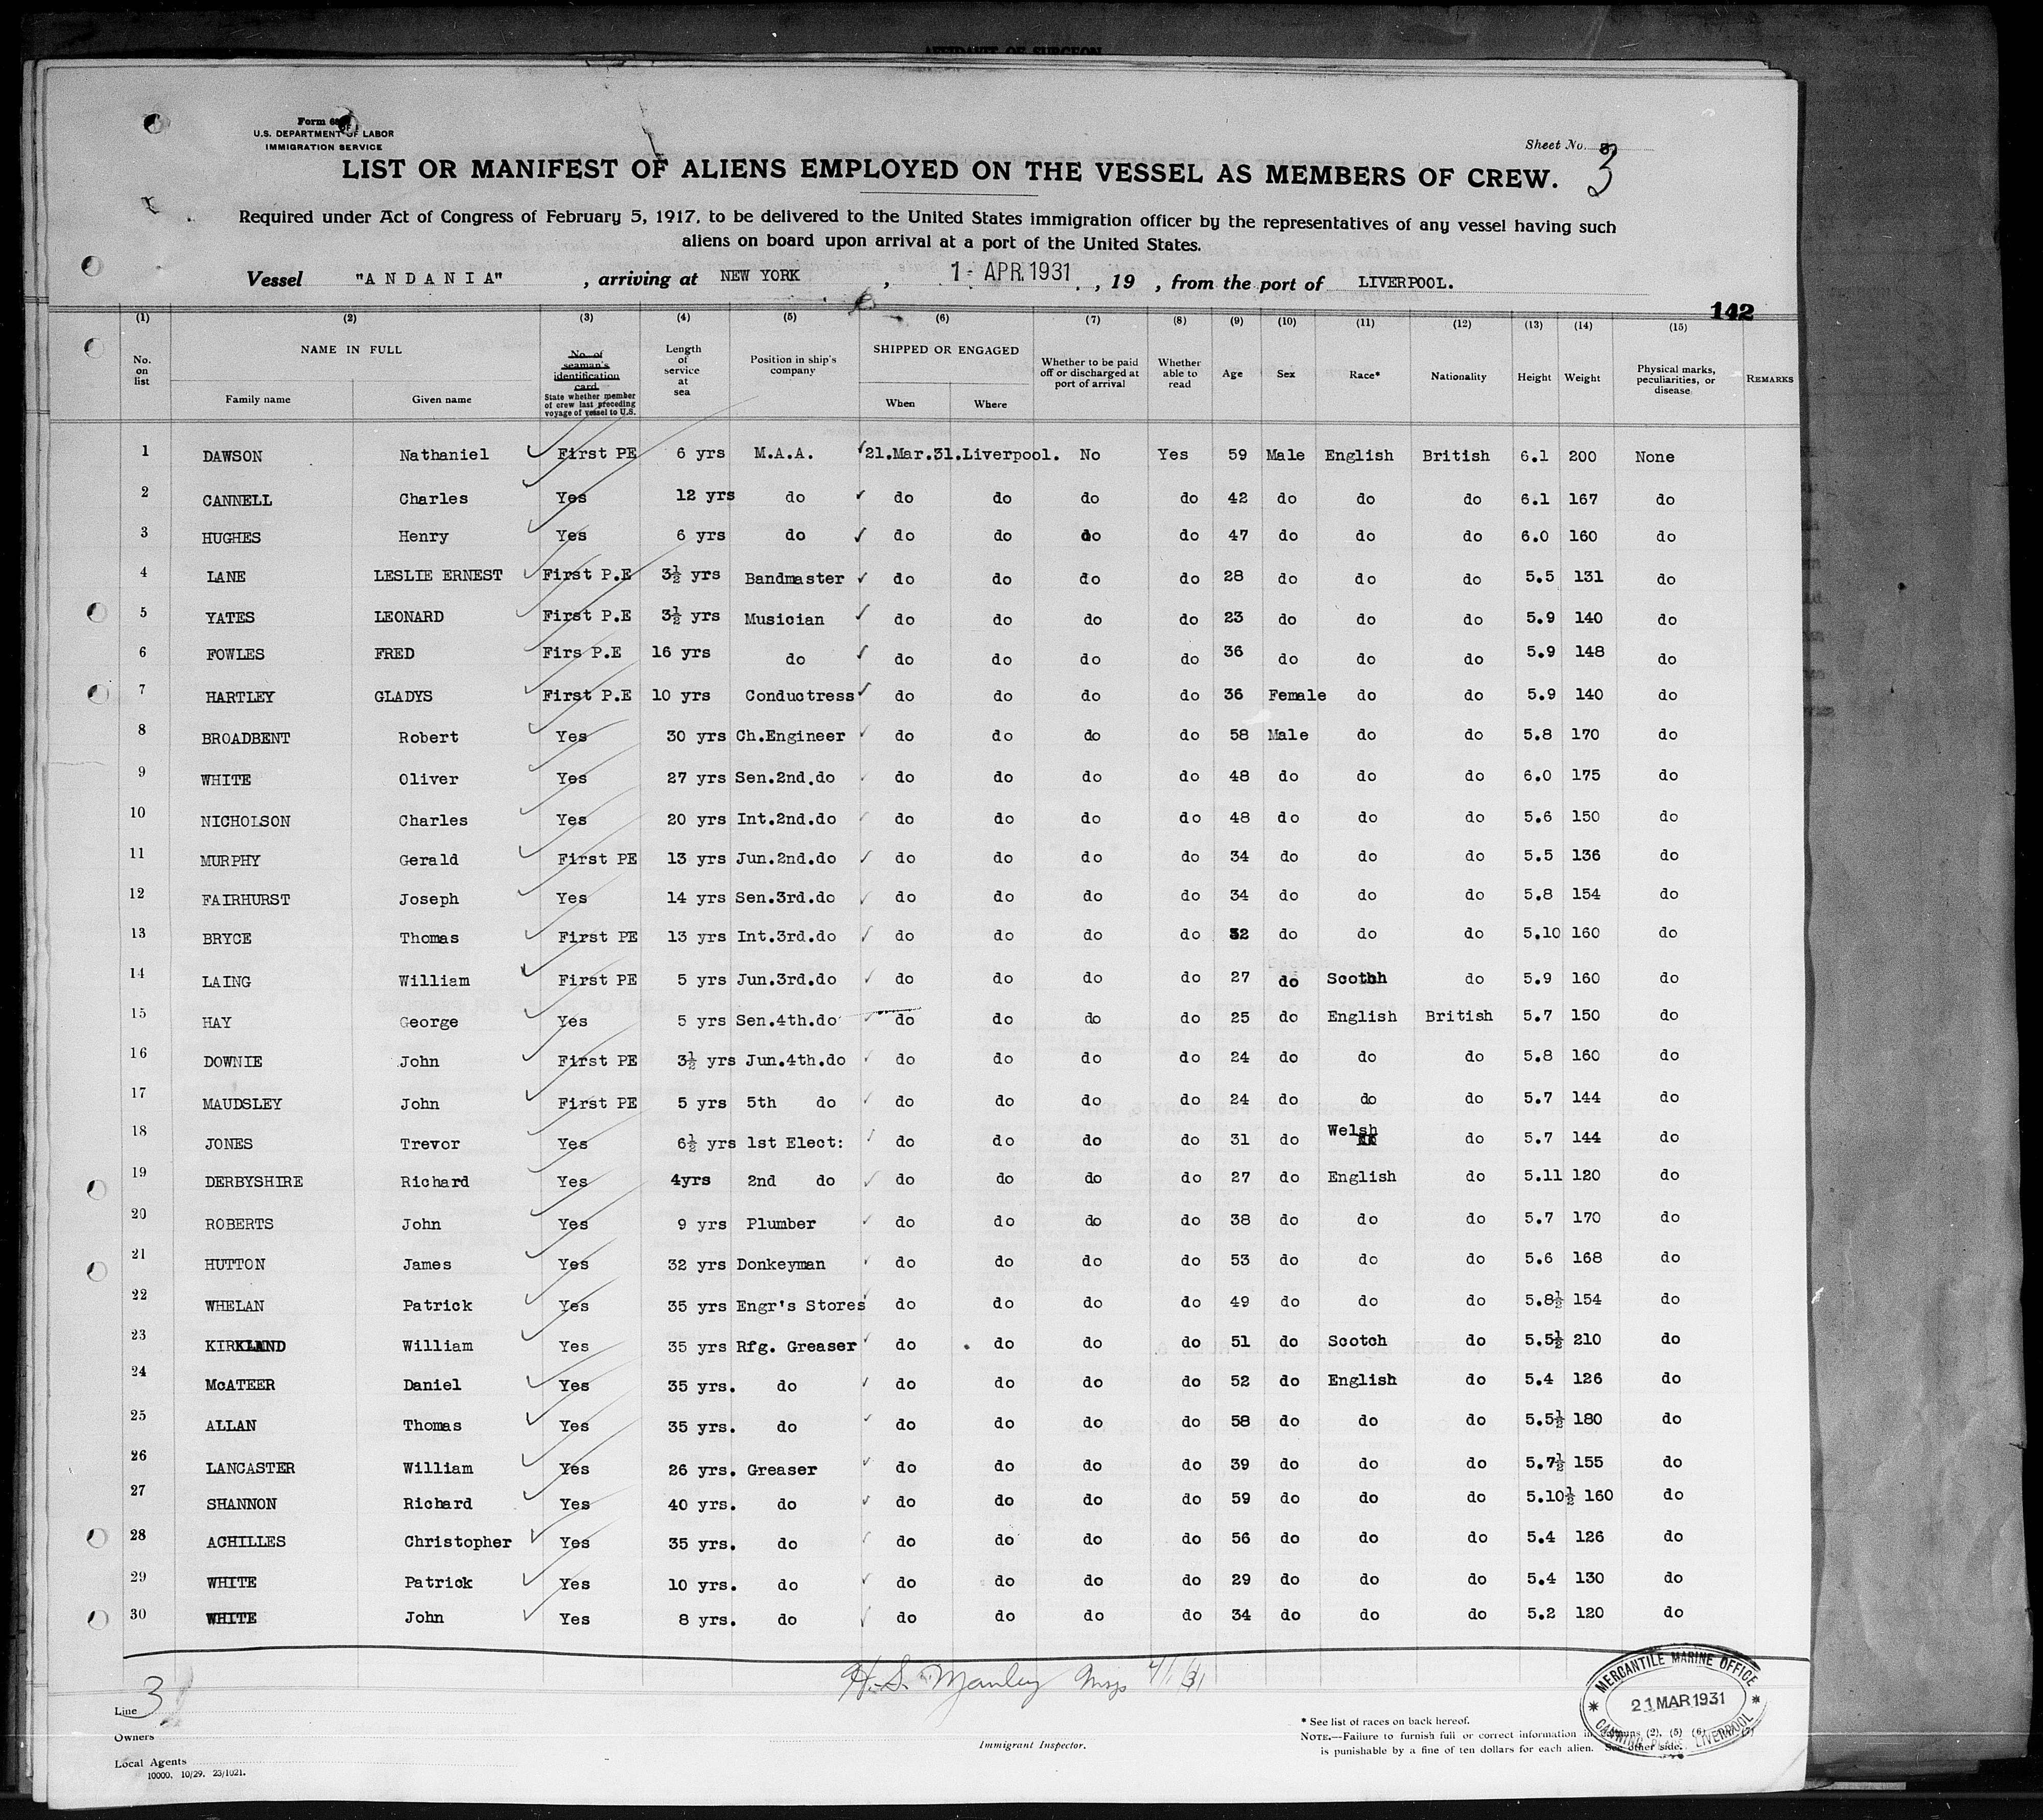 AFFIDAVIT OF SURGEON
Form
U.S. DEPARTMENT OF LABOR
IMMIGRATION SERVICE
Sheet No. 3
LIST OR MANIFEST OF ALIENS EMPLOYED ON THE VESSEL AS MEMBERS OF CREW.
Required under Act of Congress of February 5, 1917, to be delivered to the United States immigration officer by the representatives of any vessel having such
aliens on board upon arrival at a port of the United States.
Vessel "ANDANIA" , arriving at NEW YORK , 1- APR 1931 , 19 , from the port of LIVERPOOL.
142
(1) (2) (3) (4) (5) (6) (7) (8) (9) (10) (11) (12) (13) (14) (15)
No. on list NAME IN FULL Family name Given name No. of seaman's identification card. State whether member of crew last preceding voyage of vessel to U.S. Length of service at sea Position in ship's company SHIPPED OR ENGAGED When Where Whether to be paid off or discharged at port of arrival Whether able to read Age Sex Race* Nationality Height Weight Physical marks, peculiarities, or disease REMARKS
1 DAWSON Nathaniel First PE 6 yrs M.A.A. 21.Mar.31.Liverpool. No Yes 59 Male English British 6.1 200 None
2 CANNELL Charles Yes 12 yrs do do do do do 42 do do do 6.1 167 do
3 HUGHES Henry Yes 6 yrs do do do do do 47 do do do 6.0 160 do
4 LANE LESLIE ERNEST First P.E 3½ yrs Bandmaster do do do do 28 do do do 5.5 131 do
5 YATES LEONARD First P.E 3½ yrs Musician do do do do 23 do do do 5.9 140 do
6 FOWLES FRED Firs P.E 16 yrs do do do do do 36 do do do 5.9 148 do
7 HARTLEY GLADYS First P.E 10 yrs Conductress do do do do 36 Female do do 5.9 140 do
8 BROADBENT Robert Yes 30 yrs Ch.Engineer do do do do 58 Male do do 5.8 170 do
9 WHITE Oliver Yes 27 yrs Sen.2nd.do do do do do 48 do do do 6.0 175 do
10 NICHOLSON Charles Yes 20 yrs Int.2nd.do do do do do 48 do do do 5.6 150 do
11 MURPHY Gerald First PE 13 yrs Jun.2nd.do do do do do 34 do do do 5.5 136 do
12 FAIRHURST Joseph Yes 14 yrs Sen.3rd.do do do do do 34 do do do 5.8 154 do
13 BRYCE Thomas First PE 13 yrs Int.3rd.do do do do do 32 do do do 5.10 160 do
14 LAING William First PE 5 yrs Jun.3rd.do do do do do 27 do Scotch do 5.9 160 do
15 HAY George Yes 5 yrs Sen.4th.do do do do do 25 do English British 5.7 150 do
16 DOWNIE John First PE 3½ yrs Jun.4th.do do do do do 24 do do do 5.8 160 do
17 MAUDSLEY John First PE 5 yrs 5th do do do do do 24 do do do 5.7 144 do
18 JONES Trevor Yes 6½ yrs 1st Elect: do do do do 31 do Welsh do 5.7 144 do
19 DERBYSHIRE Richard Yes 4yrs 2nd do do do do do 27 do English do 5.11 120 do
20 ROBERTS John Yes 9 yrs Plumber do do do do 38 do do do 5.7 170 do
21 HUTTON James Yes 32 yrs Donkeyman do do do do 53 do do do 5.6 168 do
22 WHELAN Patrick Yes 35 yrs Engr's Stores do do do do 49 do do do 5.8½ 154 do
23 KIRKLAND William Yes 35 yrs Rfg. Greaser do do do do 51 do Scotch do 5.5½ 210 do
24 McATEER Daniel Yes 35 yrs. do do do do do 52 do English do 5.4 126 do
25 ALLAN Thomas Yes 35 yrs. do do do do do 58 do do do 5.5½ 180 do
26 LANCASTER William Yes 26 yrs. Greaser do do do do 39 do do do 5.7½ 155 do
27 SHANNON Richard Yes 40 yrs. do do do do do 59 do do do 5.10½ 160 do
28 ACHILLES Christopher Yes 35 yrs. do do do do do 56 do do do 5.4 126 do
29 WHITE Patrick Yes 10 yrs. do do do do do 29 do do do 5.4 130 do
30 WHITE John Yes 8 yrs. do do do do do 34 do do do 5.2 120 do
H. S. Manley Insp 4/1/31
MERCANTILE MARINE OFFICE
21 MAR 1931
CANNING PLACE, LIVERPOOL
3
Line
Owners
Local Agents
10000. 10/29. 23/1021.
Immigrant Inspector.
* See list of races on back hereof.
NOTE.—Failure to furnish full or correct information in columns (2), (5) (6) and (7)
is punishable by a fine of ten dollars for each alien. See other side.